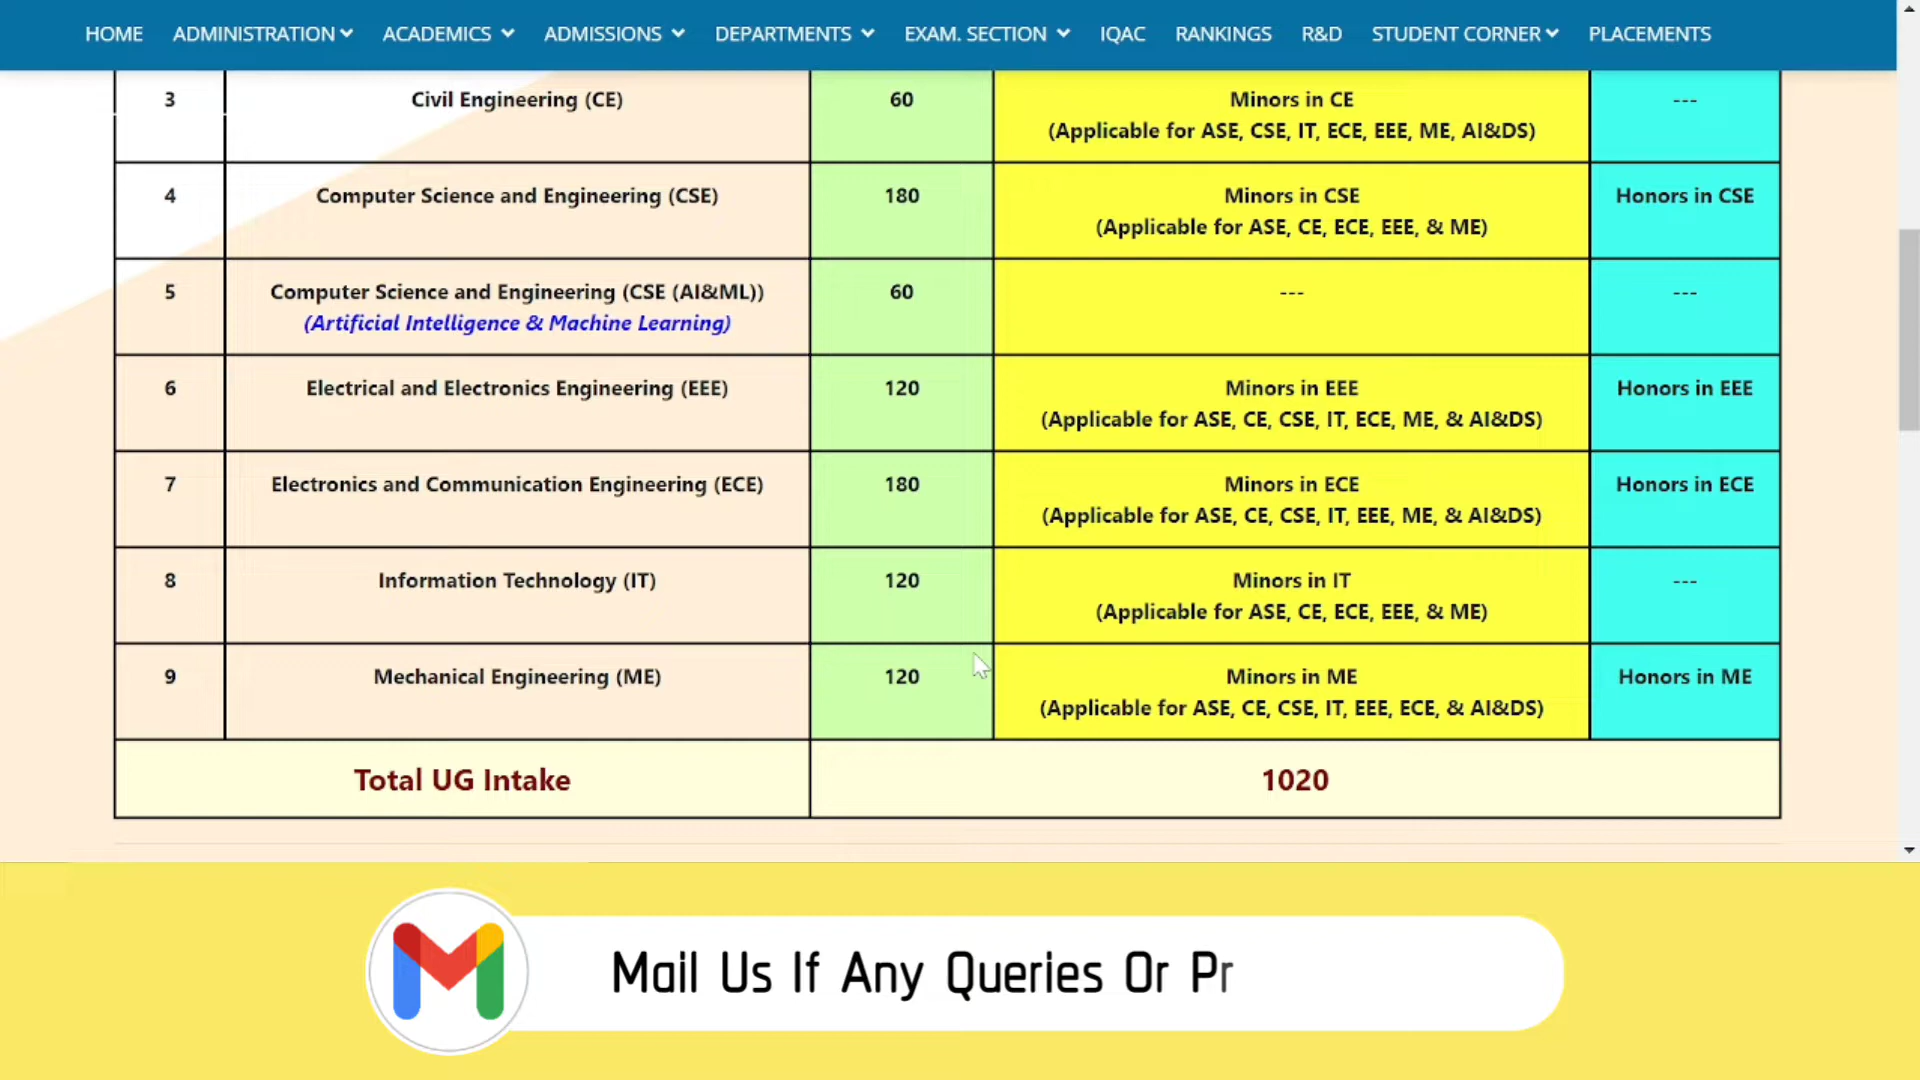 HOME ADMINISTRATION ACADEMICS ADMISSIONS DEPARTMENTS EXAM. SECTION IQAC RANKINGS R&D STUDENT CORNER PLACEMENTS
3 Civil Engineering (CE) 60 Minors in CE ---
(Applicable for ASE, CSE, IT, ECE, EEE, ME, AI&DS)
4 Computer Science and Engineering (CSE) 180 Minors in CSE Honors in CSE
(Applicable for ASE, CE, ECE, EEE, & ME)
5 Computer Science and Engineering (CSE (AI&ML)) 60 --- ---
(Artificial Intelligence & Machine Learning)
6 Electrical and Electronics Engineering (EEE) 120 Minors in EEE Honors in EEE
(Applicable for ASE, CE, CSE, IT, ECE, ME, & AI&DS)
7 Electronics and Communication Engineering (ECE) 180 Minors in ECE Honors in ECE
(Applicable for ASE, CE, CSE, IT, EEE, ME, & AI&DS)
8 Information Technology (IT) 120 Minors in IT ---
(Applicable for ASE, CE, ECE, EEE, & ME)
9 Mechanical Engineering (ME) 120 Minors in ME Honors in ME
(Applicable for ASE, CE, CSE, IT, EEE, ECE, & AI&DS)
Total UG Intake 1020
Mail Us If Any Queries Or Pr